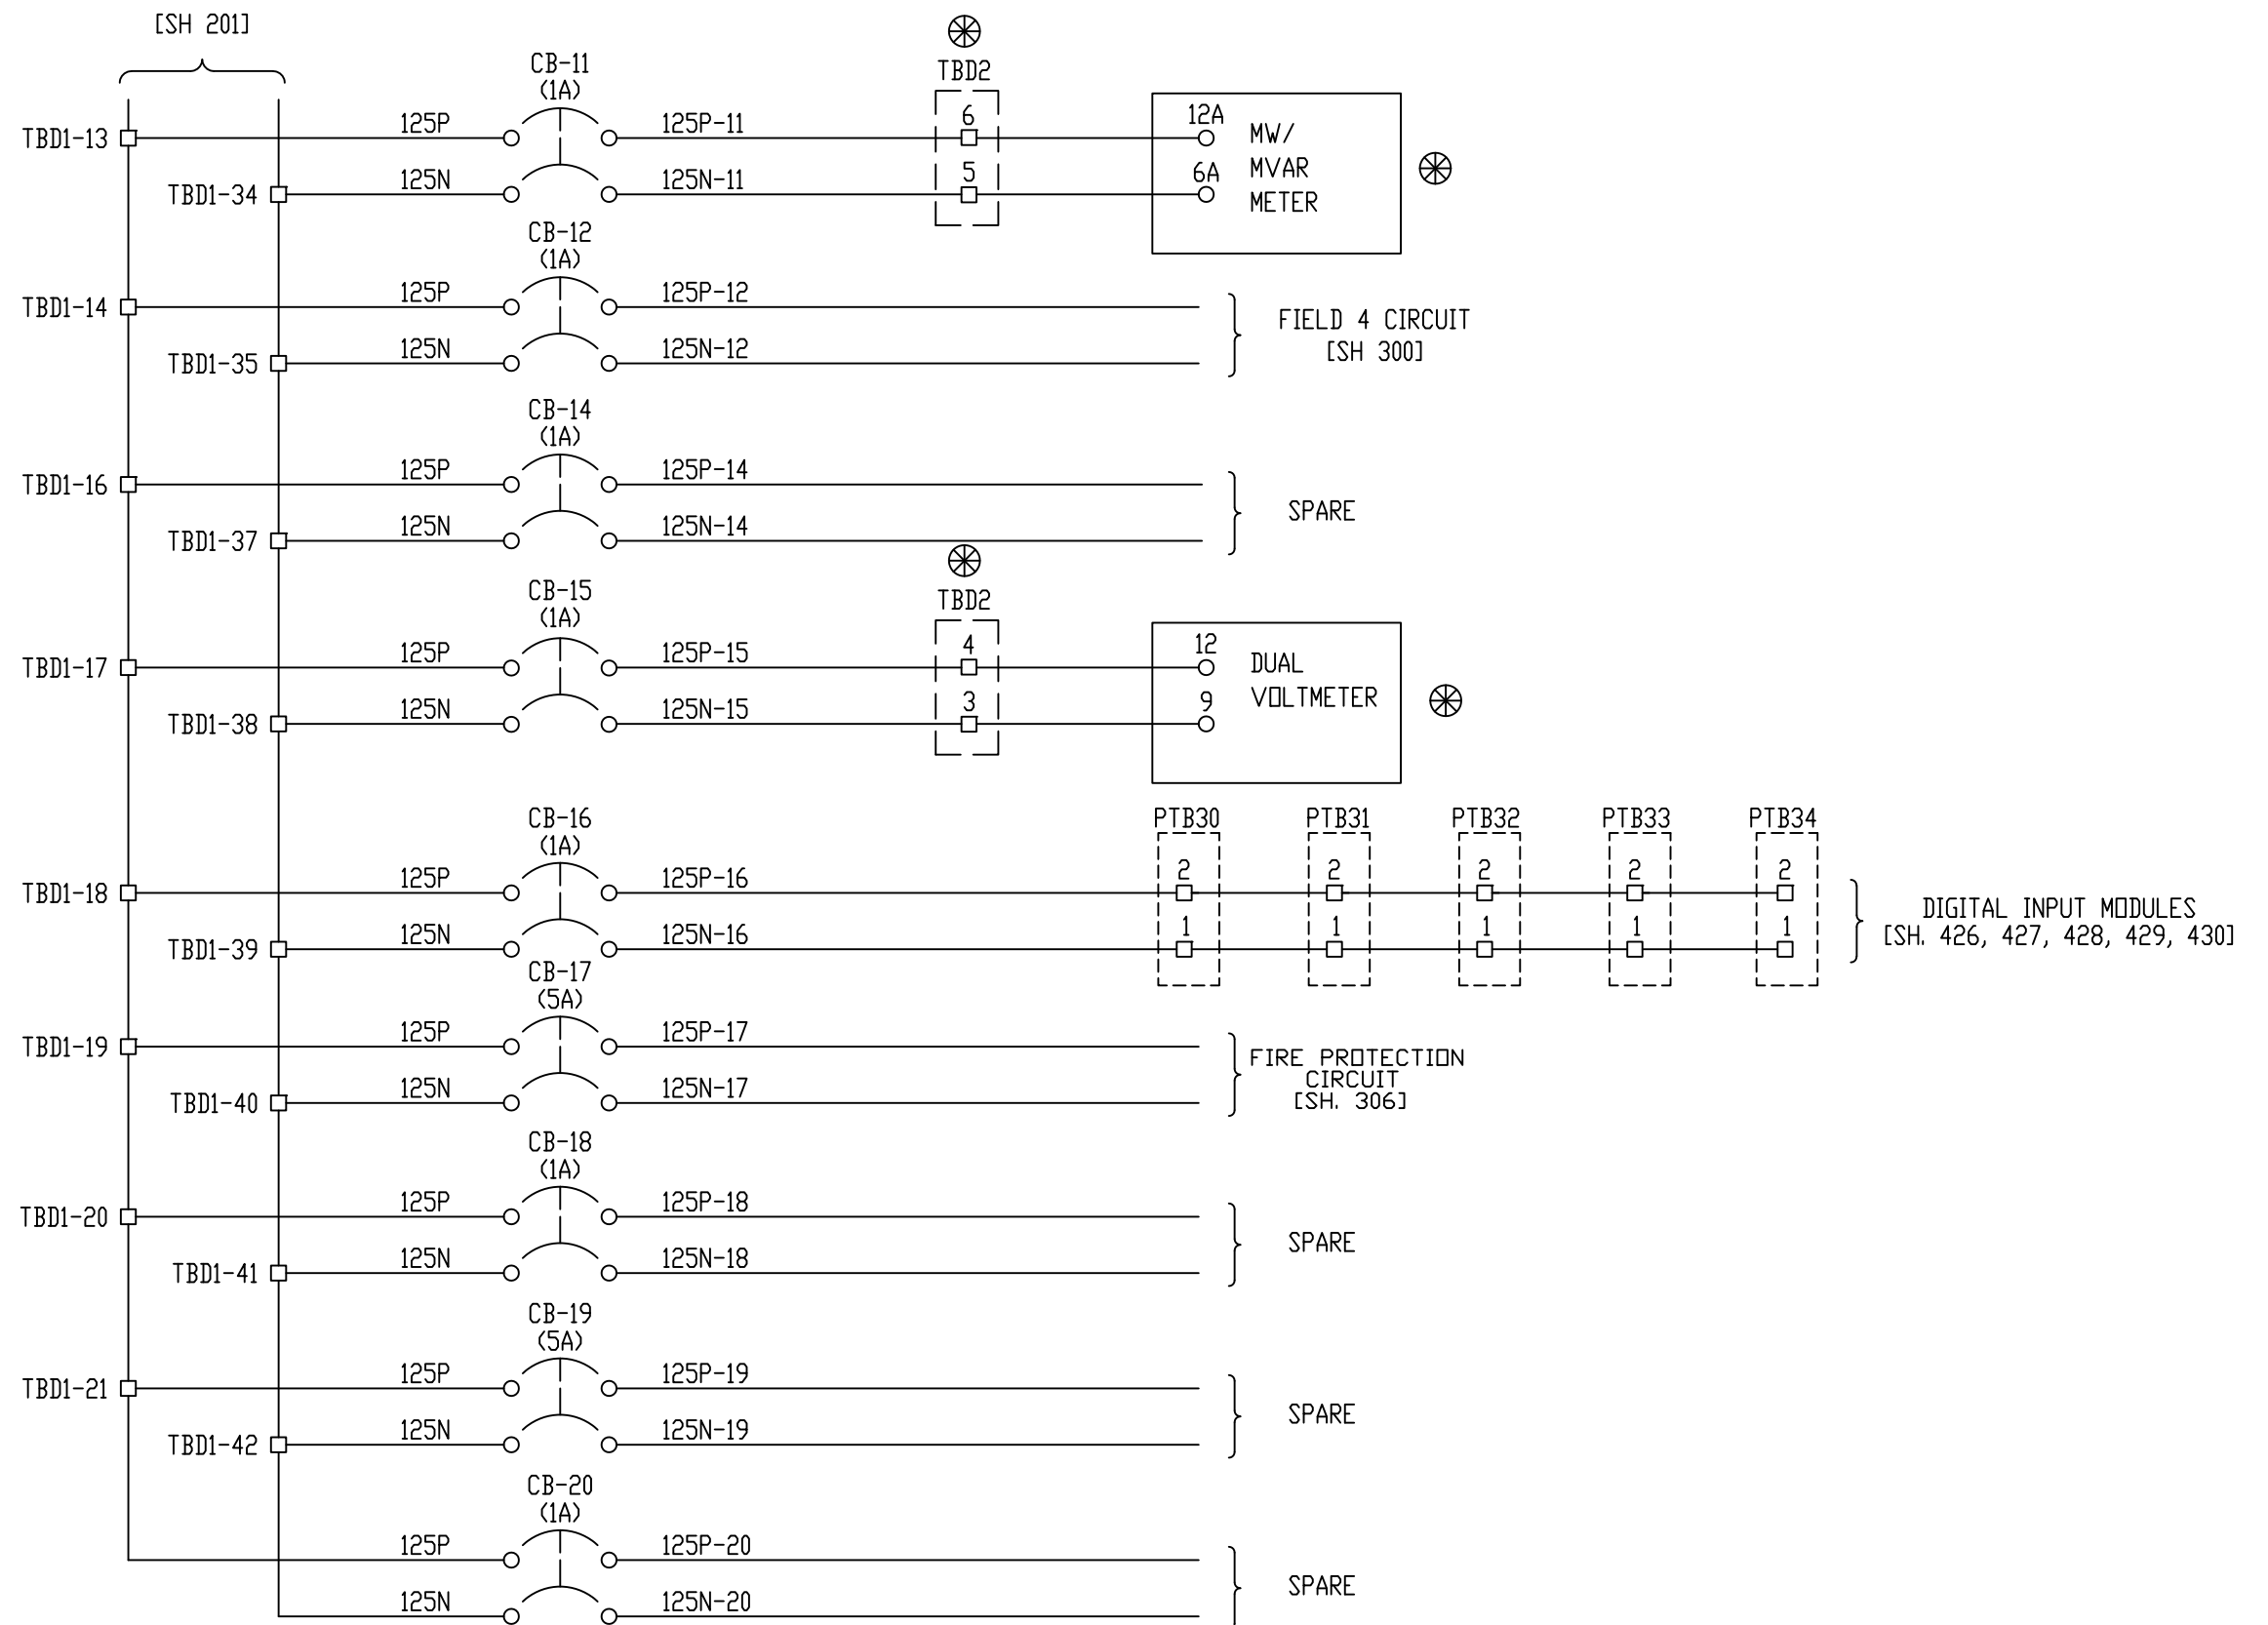 [SH 201]
CB-11
(1A)
TBD2
TBD1-13
125P
125P-11
6
12A
MW/
MVAR
METER
TBD1-34
125N
125N-11
5
6A
CB-12
(1A)
TBD1-14
125P
125P-12
TBD1-35
125N
125N-12
FIELD 4 CIRCUIT
[SH 300]
CB-14
(1A)
TBD1-16
125P
125P-14
TBD1-37
125N
125N-14
SPARE
CB-15
(1A)
TBD2
TBD1-17
125P
125P-15
4
12
DUAL
VOLTMETER
TBD1-38
125N
125N-15
3
9
CB-16
(1A)
PTB30
PTB31
PTB32
PTB33
PTB34
TBD1-18
125P
125P-16
2
2
2
2
2
TBD1-39
125N
125N-16
1
1
1
1
1
DIGITAL INPUT MODULES
[SH. 426, 427, 428, 429, 430]
CB-17
(5A)
TBD1-19
125P
125P-17
TBD1-40
125N
125N-17
FIRE PROTECTION
CIRCUIT
[SH. 306]
CB-18
(1A)
TBD1-20
125P
125P-18
TBD1-41
125N
125N-18
SPARE
CB-19
(5A)
TBD1-21
125P
125P-19
TBD1-42
125N
125N-19
SPARE
CB-20
(1A)
125P
125P-20
125N
125N-20
SPARE